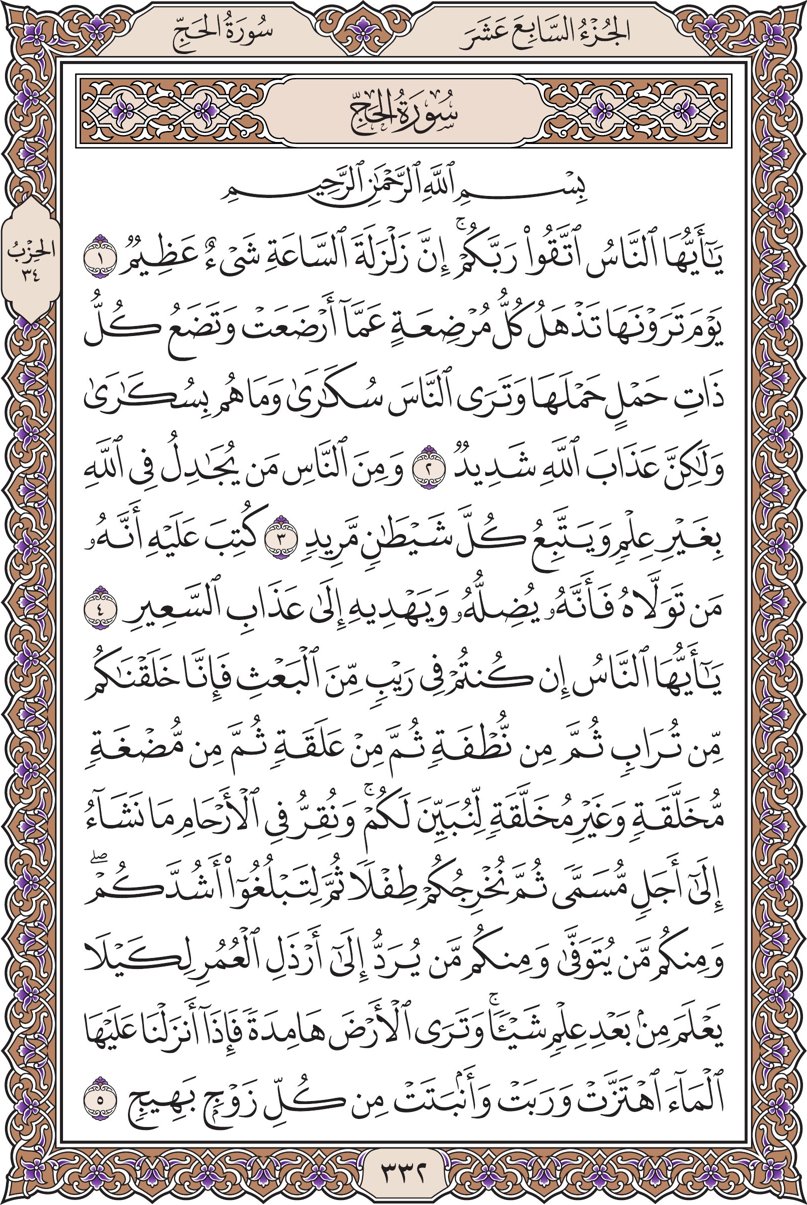 الجُزْءُ السَّابِعَ عَشَرَ
سُورَةُ الحَجِّ
سُورَةُ الحَجِّ
بِسْمِ ٱللَّهِ ٱلرَّحْمَٰنِ ٱلرَّحِيمِ
الحِزْبُ
٣٤
يَٰٓأَيُّهَا ٱلنَّاسُ ٱتَّقُوا۟ رَبَّكُمْ ۚ إِنَّ زَلْزَلَةَ ٱلسَّاعَةِ شَىْءٌ عَظِيمٌ ١
يَوْمَ تَرَوْنَهَا تَذْهَلُ كُلُّ مُرْضِعَةٍ عَمَّآ أَرْضَعَتْ وَتَضَعُ كُلُّ
ذَاتِ حَمْلٍ حَمْلَهَا وَتَرَى ٱلنَّاسَ سُكَٰرَىٰ وَمَا هُم بِسُكَٰرَىٰ
وَلَٰكِنَّ عَذَابَ ٱللَّهِ شَدِيدٌ ٢ وَمِنَ ٱلنَّاسِ مَن يُجَٰدِلُ فِى ٱللَّهِ
بِغَيْرِ عِلْمٍ وَيَتَّبِعُ كُلَّ شَيْطَٰنٍ مَّرِيدٍ ٣ كُتِبَ عَلَيْهِ أَنَّهُۥ
مَن تَوَلَّاهُ فَأَنَّهُۥ يُضِلُّهُۥ وَيَهْدِيهِ إِلَىٰ عَذَابِ ٱلسَّعِيرِ ٤
يَٰٓأَيُّهَا ٱلنَّاسُ إِن كُنتُمْ فِى رَيْبٍ مِّنَ ٱلْبَعْثِ فَإِنَّا خَلَقْنَٰكُم
مِّن تُرَابٍ ثُمَّ مِن نُّطْفَةٍ ثُمَّ مِنْ عَلَقَةٍ ثُمَّ مِن مُّضْغَةٍ
مُّخَلَّقَةٍ وَغَيْرِ مُخَلَّقَةٍ لِّنُبَيِّنَ لَكُمْ ۚ وَنُقِرُّ فِى ٱلْأَرْحَامِ مَا نَشَآءُ
إِلَىٰٓ أَجَلٍ مُّسَمًّى ثُمَّ نُخْرِجُكُمْ طِفْلًا ثُمَّ لِتَبْلُغُوٓا۟ أَشُدَّكُمْ ۖ
وَمِنكُم مَّن يُتَوَفَّىٰ وَمِنكُم مَّن يُرَدُّ إِلَىٰٓ أَرْذَلِ ٱلْعُمُرِ لِكَيْلَا
يَعْلَمَ مِنۢ بَعْدِ عِلْمٍ شَيْـًٔا ۚ وَتَرَى ٱلْأَرْضَ هَامِدَةً فَإِذَآ أَنزَلْنَا عَلَيْهَا
ٱلْمَآءَ ٱهْتَزَّتْ وَرَبَتْ وَأَنۢبَتَتْ مِن كُلِّ زَوْجٍۭ بَهِيجٍ ٥
٣٣٢